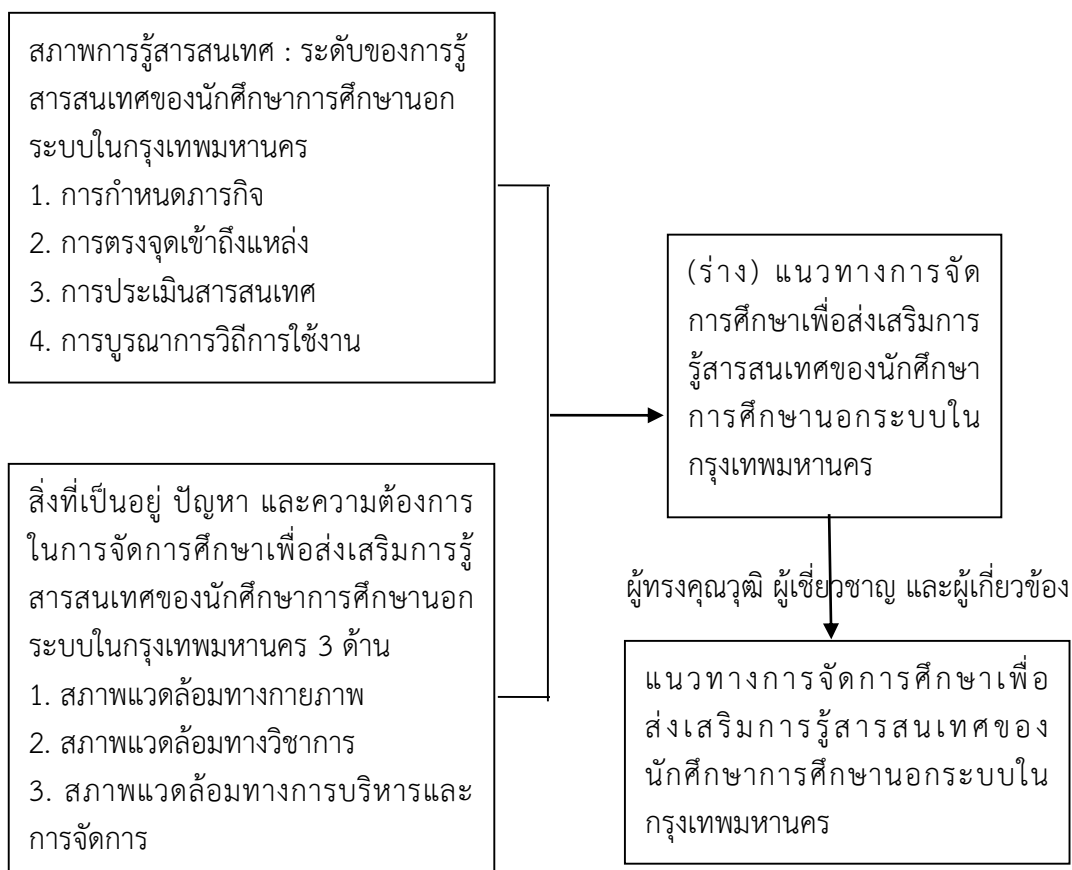 สภาพการรู้สารสนเทศ : ระดับของการรู้
สารสนเทศของนักศึกษาการศึกษานอก
ระบบในกรุงเทพมหานคร
1. การกำหนดภารกิจ
2. การตรงจุดเข้าถึงแหล่ง
3. การประเมินสารสนเทศ
4. การบูรณาการวิถีการใช้งาน
สิ่งที่เป็นอยู่ ปัญหา และความต้องการ
ในการจัดการศึกษาเพื่อส่งเสริมการรู้
สารสนเทศของนักศึกษาการศึกษานอก
ระบบในกรุงเทพมหานคร 3 ด้าน
1. สภาพแวดล้อมทางกายภาพ
2. สภาพแวดล้อมทางวิชาการ
3. สภาพแวดล้อมทางการบริหารและ
การจัดการ
(ร่าง) แนวทางการจัด
การศึกษาเพื่อส่งเสริมการ
รู้สารสนเทศของนักศึกษา
การศึกษานอกระบบใน
กรุงเทพมหานคร
ผู้ทรงคุณวุฒิ ผู้เชี่ยวชาญ และผู้เกี่ยวข้อง
แนวทางการจัดการศึกษาเพื่อ
ส่งเสริมการรู้สารสนเทศของ
นักศึกษาการศึกษานอกระบบใน
กรุงเทพมหานคร